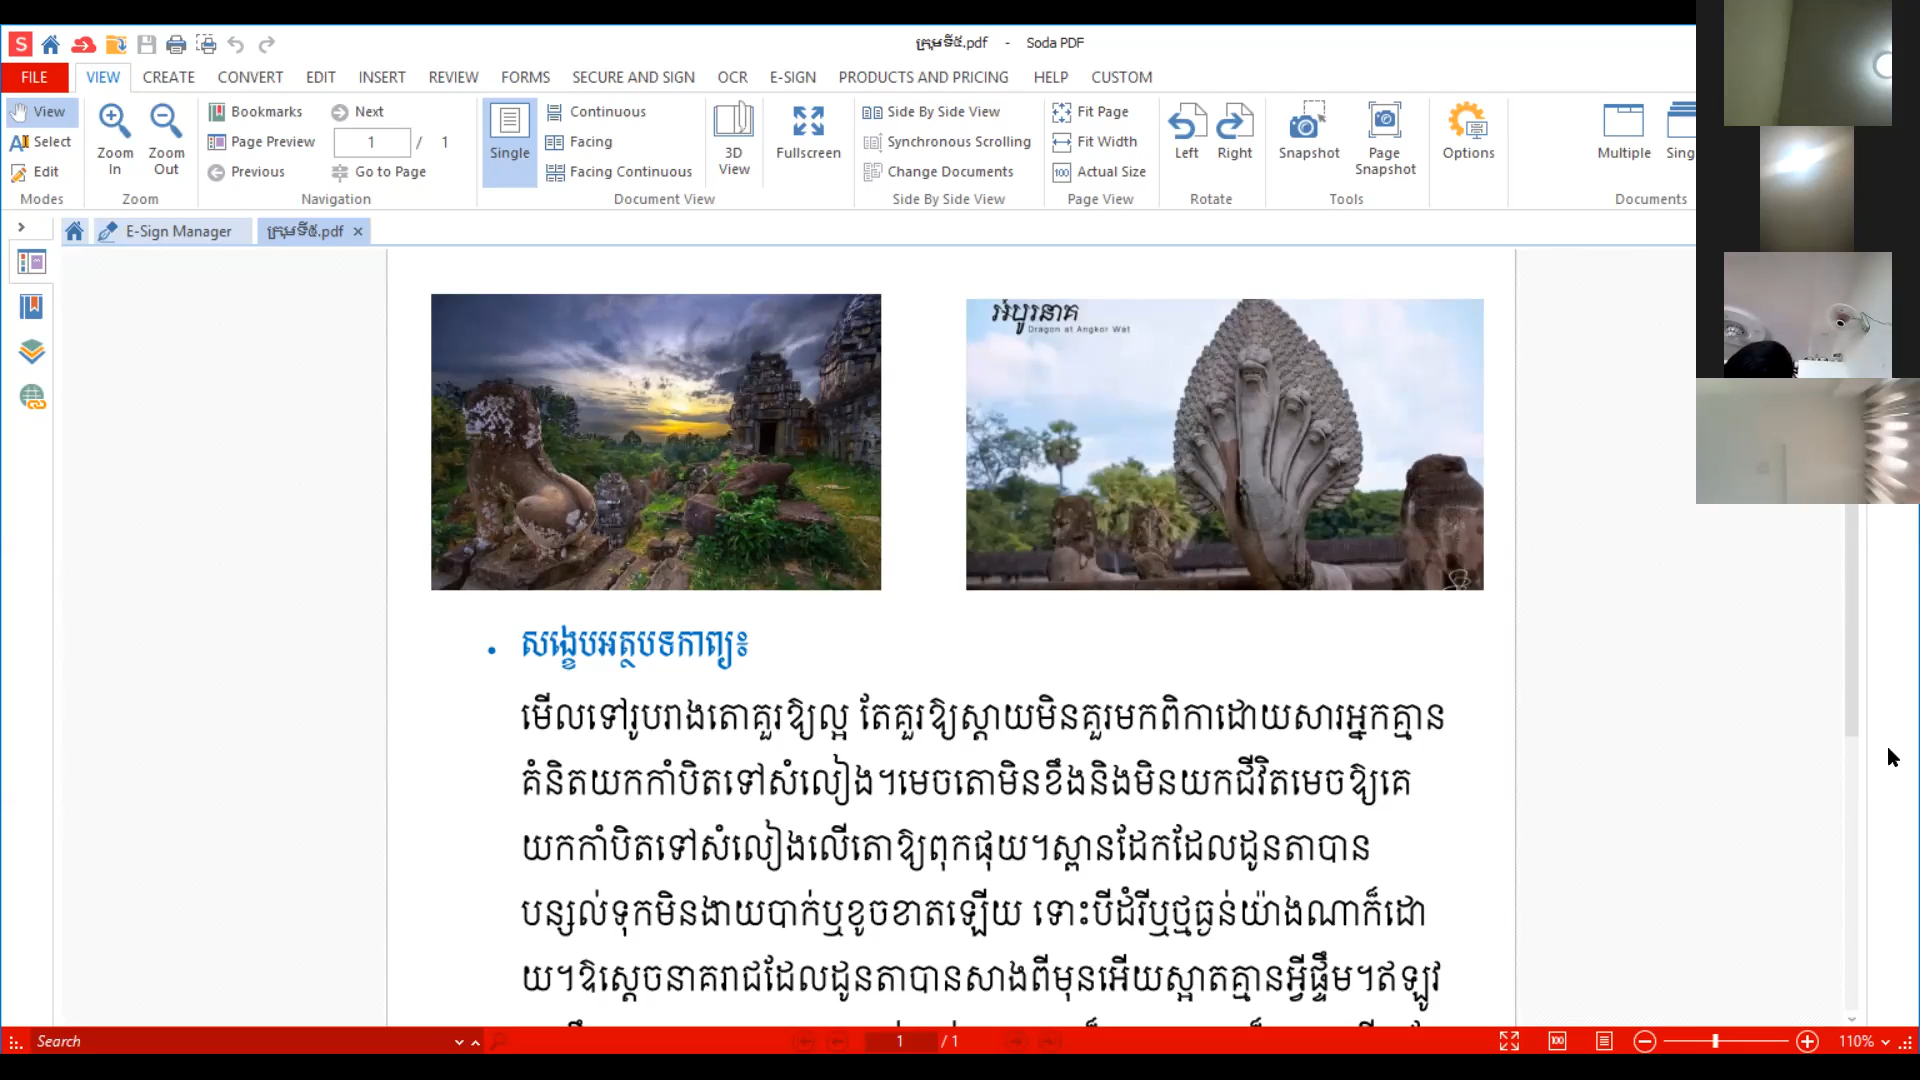 ក្រុមទី៥.pdf - Soda PDF
FILE VIEW CREATE CONVERT EDIT INSERT REVIEW FORMS SECURE AND SIGN OCR E-SIGN PRODUCTS AND PRICING HELP CUSTOM
View Bookmarks Next Continuous Side By Side View Fit Page
Select Page Preview 1 / 1 Facing Synchronous Scrolling Fit Width
Edit Previous Go to Page Facing Continuous Change Documents 100 Actual Size
Zoom In Zoom Out Single 3D View Fullscreen Left Right Snapshot Page Snapshot Options Multiple Sing
Modes Zoom Navigation Document View Side By Side View Page View Rotate Tools Documents
E-Sign Manager ក្រុមទី៥.pdf
អំបូរនាគ
Dragon at Angkor Wat
• សង្ខេបអត្ថបទកាព្យ៖
មើលទៅរូបរាងតោគួរឱ្យល្អ តែគួរឱ្យស្ដាយមិនគួរមកពិកាដោយសារអ្នកគ្មាន
គំនិតយកកាំបិតទៅសំលៀង។មេចតោមិនខឹងនិងមិនយកជីវិតមេចឱ្យគេ
យកកាំបិតទៅសំលៀងលើតោឱ្យពុកផុយ។ស្ពានដែកដែលដូនតាបាន
បន្សល់ទុកមិនងាយបាក់ឬខូចខាតឡើយ ទោះបីដំរីឬថ្មធ្ងន់យ៉ាងណាក៏ដោ
យ។ឱស្ដេចនាគរាជដែលដូនតាបានសាងពីមុនអើយស្អាតគ្មានអ្វីផ្ទឹម។ឥឡូវ
Search 1 / 1 100 110%